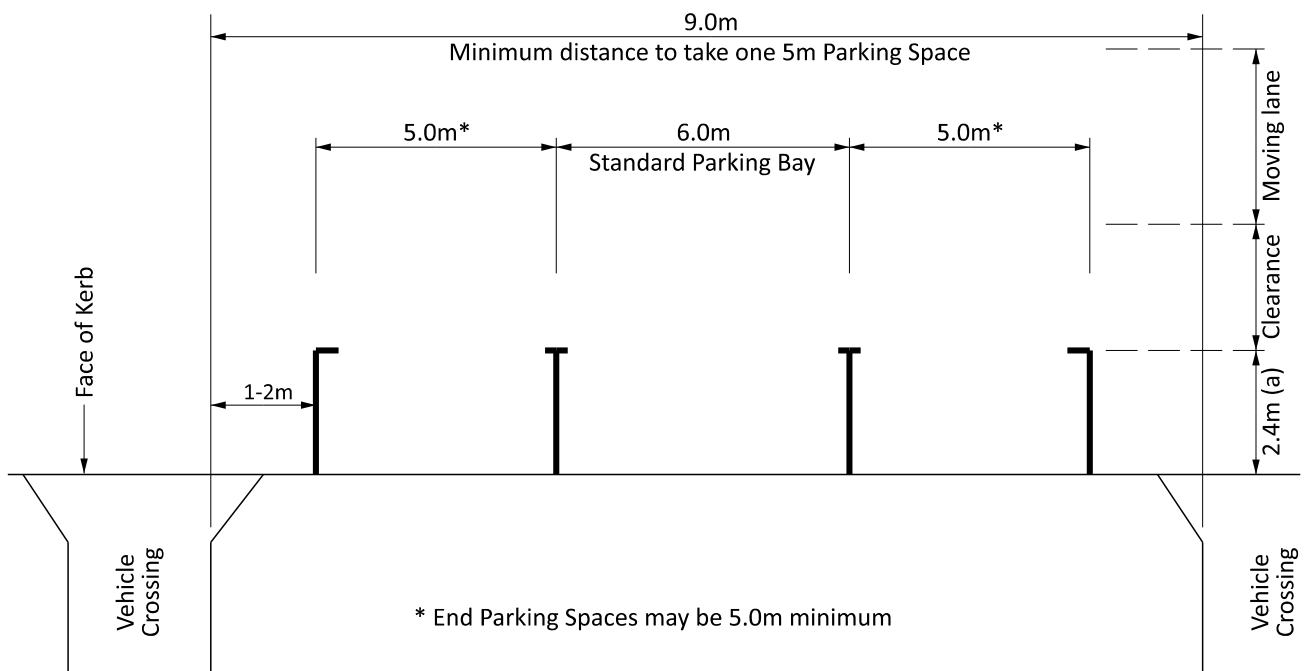 9.0m
Minimum distance to take one 5m Parking Space
5.0m*
6.0m
5.0m*
Standard Parking Bay
Moving lane
Clearance
2.4m (a)
Face of Kerb
1-2m
Vehicle
Crossing
* End Parking Spaces may be 5.0m minimum
Vehicle
Crossing